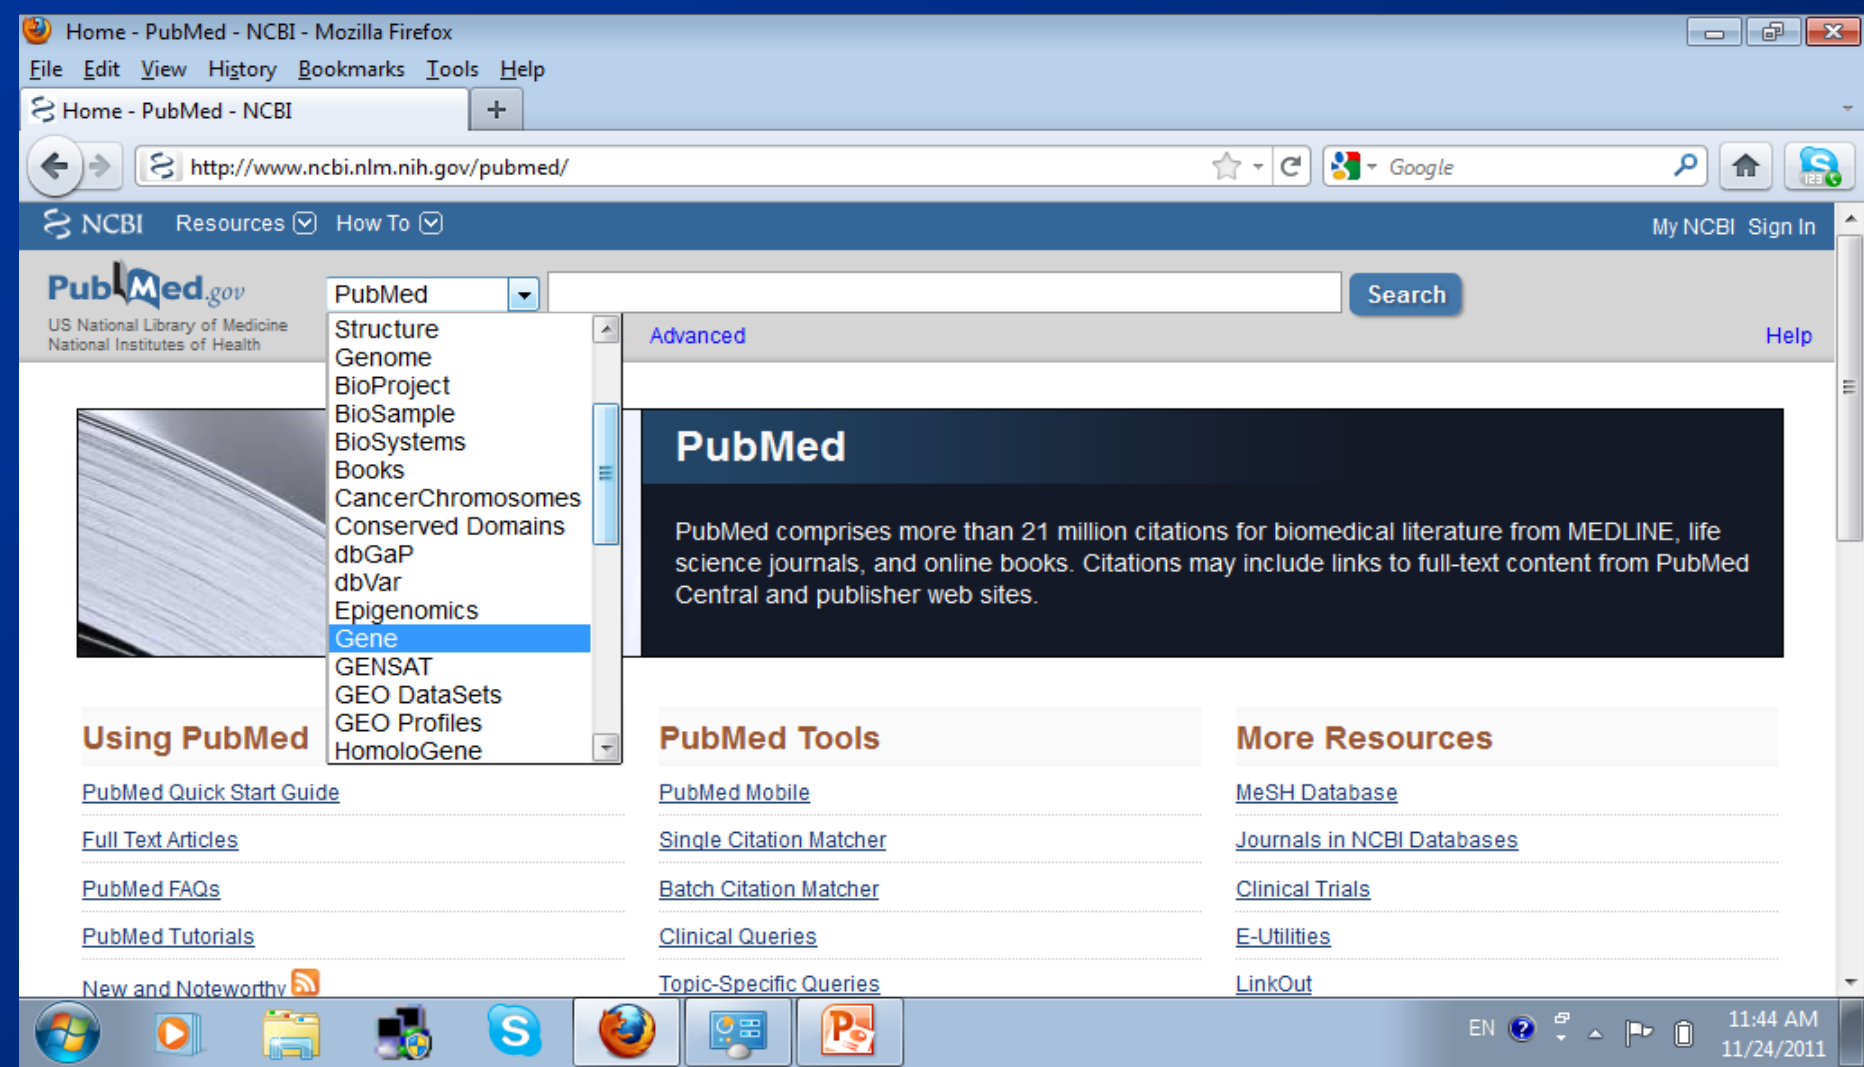 Home - PubMed - NCBI - Mozilla Firefox
File Edit View History Bookmarks Tools Help
Home - PubMed - NCBI
http://www.ncbi.nlm.nih.gov/pubmed/
Google
NCBI Resources How To
My NCBI Sign In
PubMed.gov
US National Library of Medicine
National Institutes of Health
PubMed
Search
Structure
Genome
BioProject
BioSample
BioSystems
Books
CancerChromosomes
Conserved Domains
dbGaP
dbVar
Epigenomics
Gene
GENSAT
GEO DataSets
GEO Profiles
HomoloGene
Advanced
Help
PubMed
PubMed comprises more than 21 million citations for biomedical literature from MEDLINE, life
science journals, and online books. Citations may include links to full-text content from PubMed
Central and publisher web sites.
Using PubMed
PubMed Quick Start Guide
Full Text Articles
PubMed FAQs
PubMed Tutorials
New and Noteworthy
PubMed Tools
PubMed Mobile
Single Citation Matcher
Batch Citation Matcher
Clinical Queries
Topic-Specific Queries
More Resources
MeSH Database
Journals in NCBI Databases
Clinical Trials
E-Utilities
LinkOut
EN
11:44 AM
11/24/2011